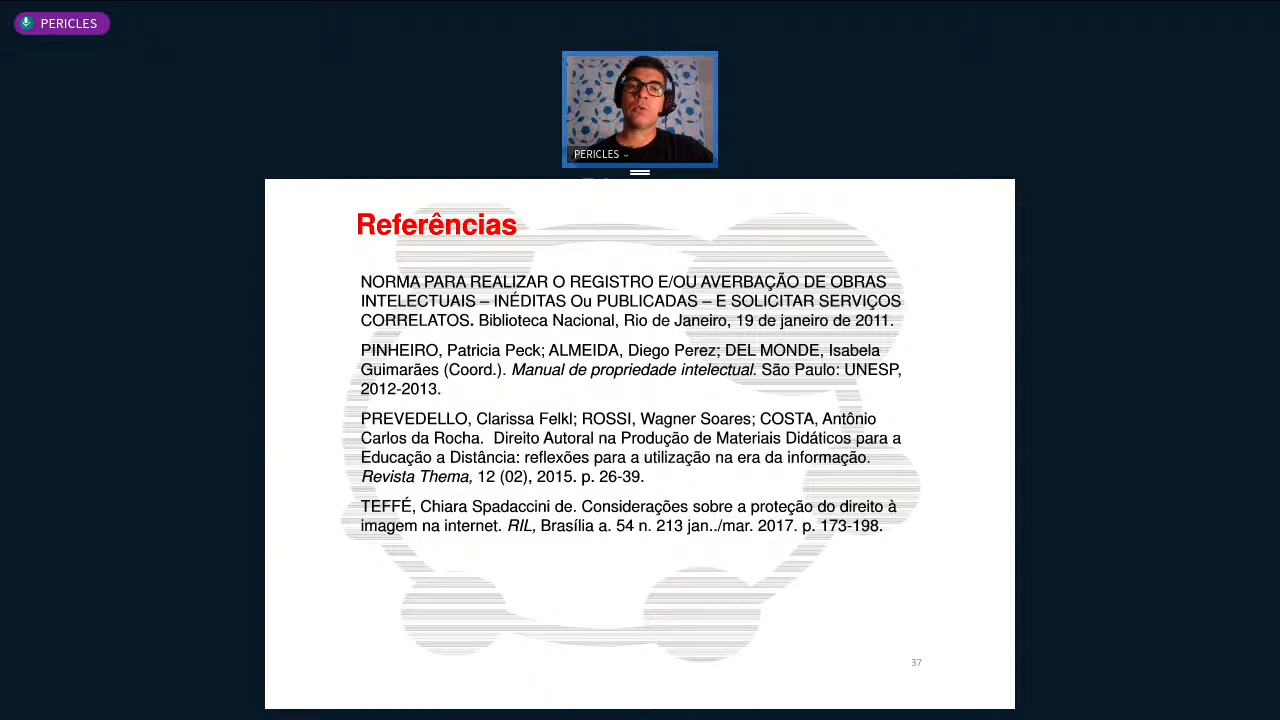 PERICLES
PERICLES
Referências
NORMA PARA REALIZAR O REGISTRO E/OU AVERBAÇÃO DE OBRAS
INTELECTUAIS – INÉDITAS Ou PUBLICADAS – E SOLICITAR SERVIÇOS
CORRELATOS. Biblioteca Nacional, Rio de Janeiro, 19 de janeiro de 2011.
PINHEIRO, Patricia Peck; ALMEIDA, Diego Perez; DEL MONDE, Isabela
Guimarães (Coord.). Manual de propriedade intelectual. São Paulo: UNESP,
2012-2013.
PREVEDELLO, Clarissa Felkl; ROSSI, Wagner Soares; COSTA, Antônio
Carlos da Rocha. Direito Autoral na Produção de Materiais Didáticos para a
Educação a Distância: reflexões para a utilização na era da informação.
Revista Thema, 12 (02), 2015. p. 26-39.
TEFFÉ, Chiara Spadaccini de. Considerações sobre a proteção do direito à
imagem na internet. RIL, Brasília a. 54 n. 213 jan../mar. 2017. p. 173-198.
37